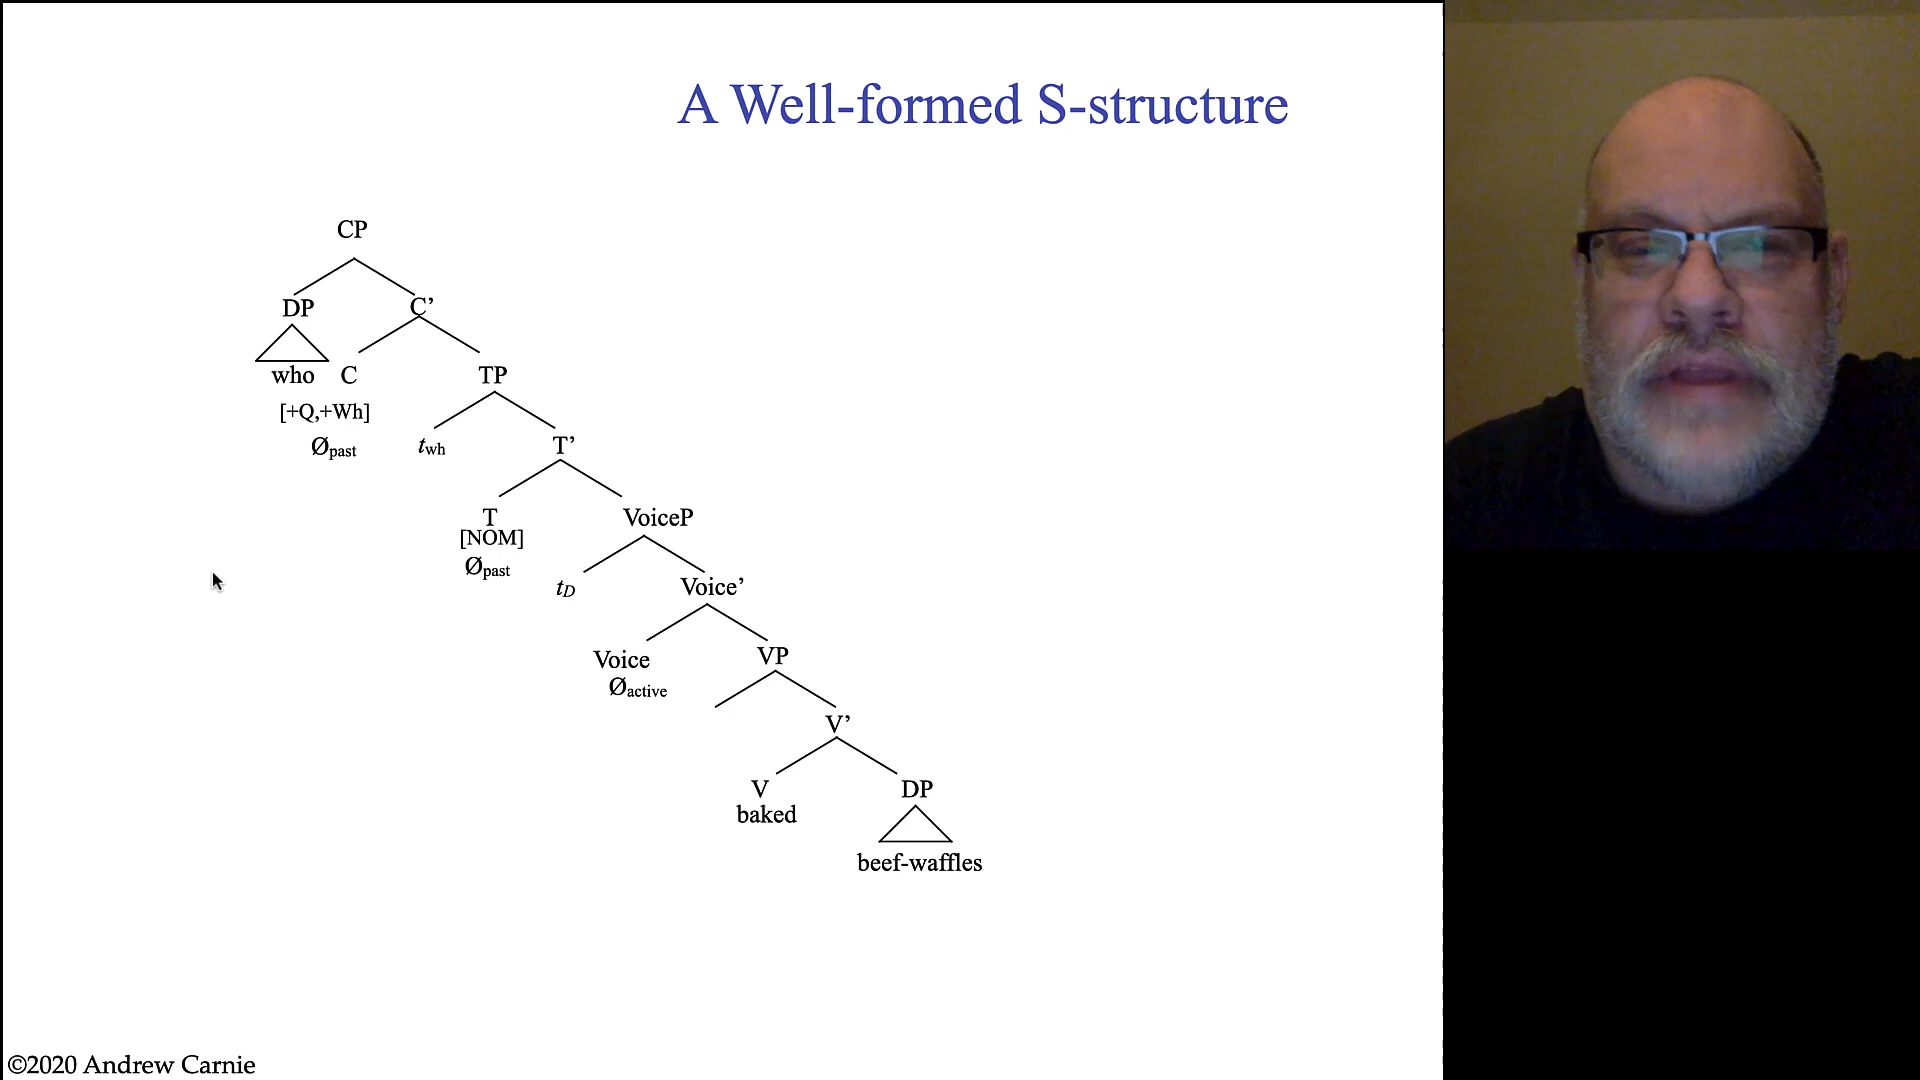 A Well-formed S-structure
CP
DP C’
who C TP
[+Q,+Wh]
Øpast twh T’
T VoiceP
[NOM]
Øpast tD Voice’
Voice VP
Øactive
V’
V DP
baked
beef-waffles
©2020 Andrew Carnie